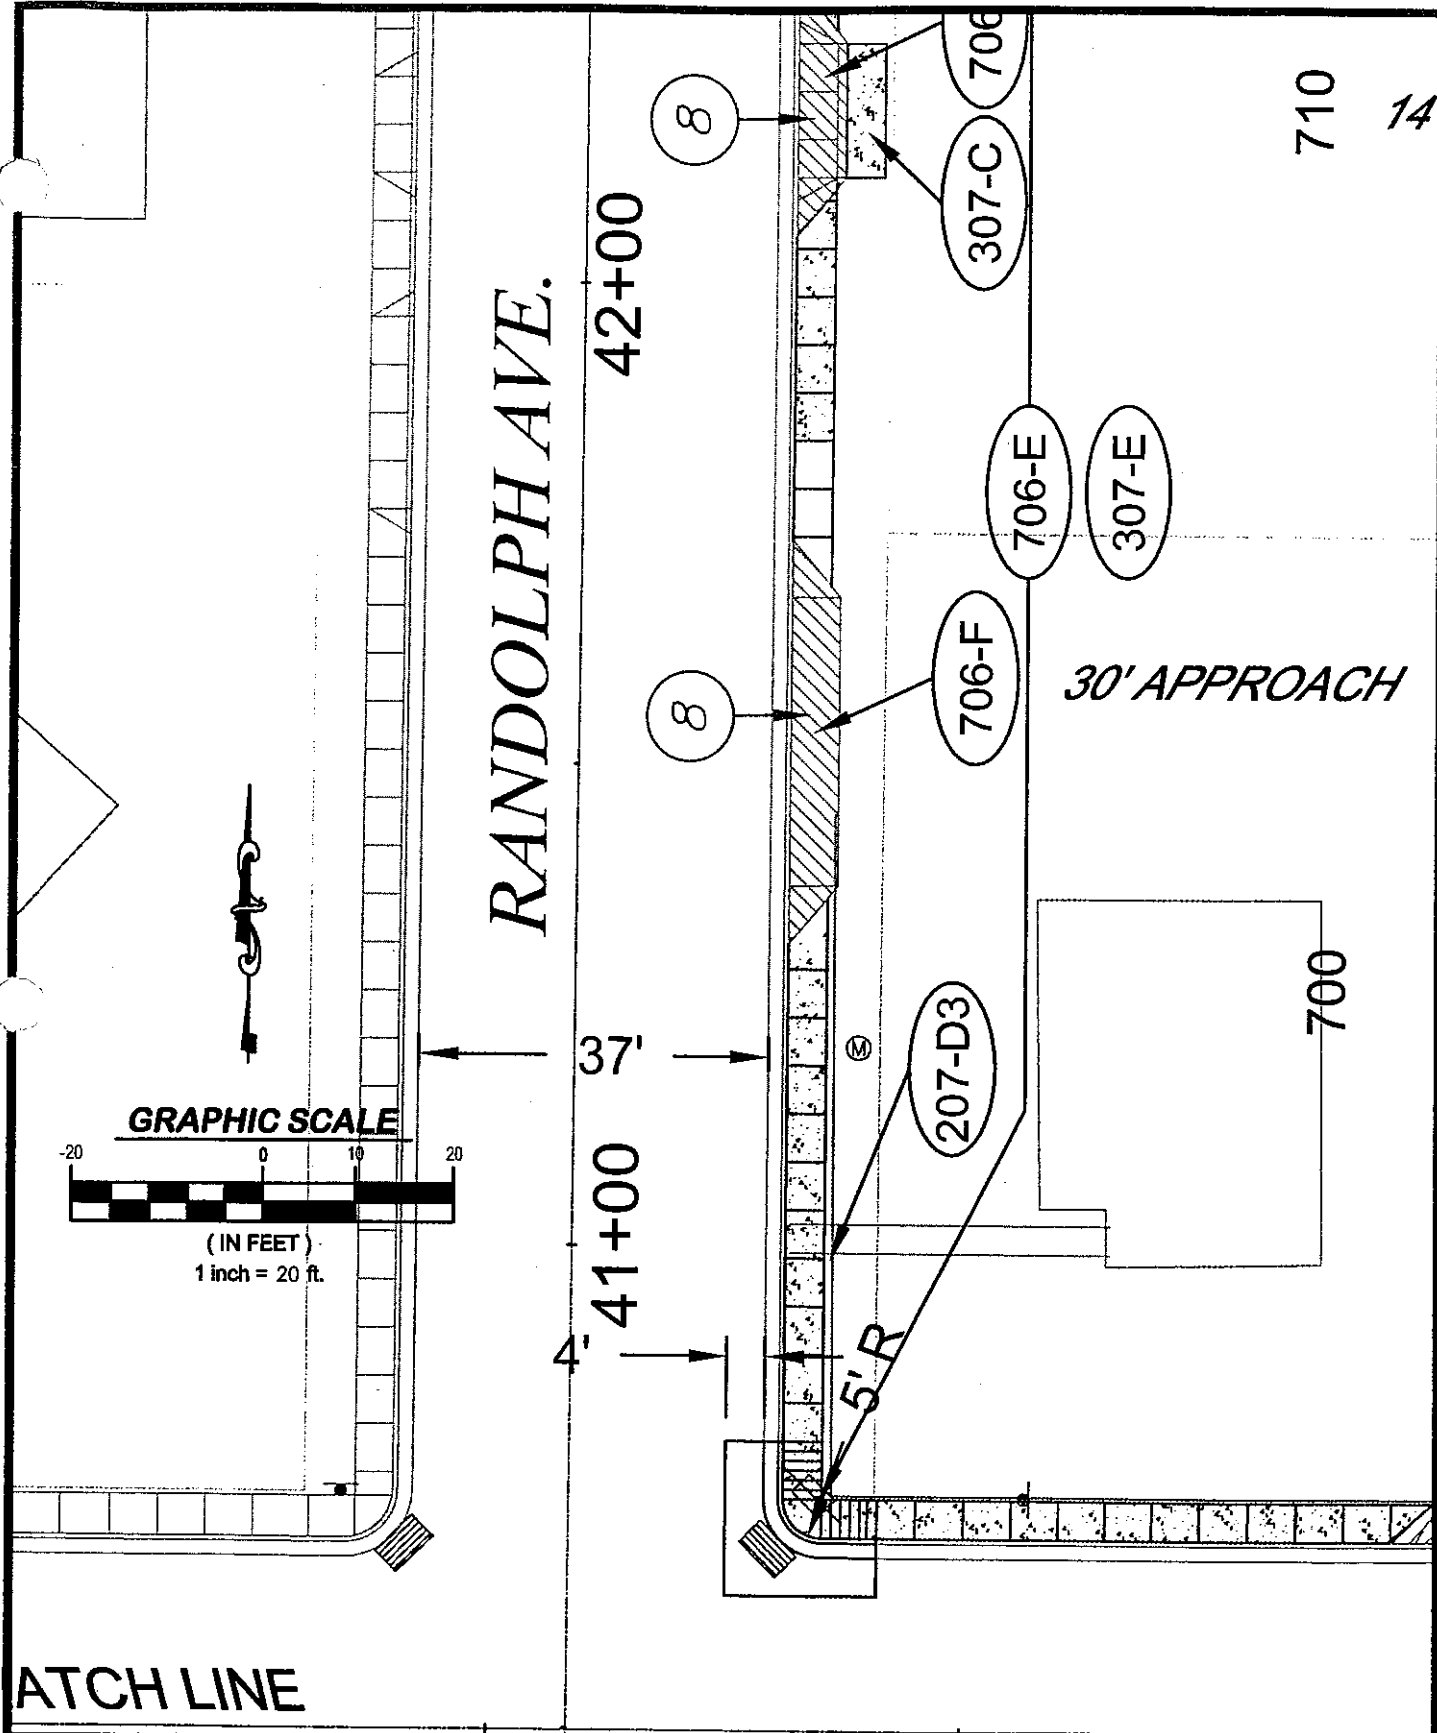 706
8
710
14
307-C
42+00
RANDOLPH AVE.
706-E
307-E
706-F
30' APPROACH
8
700
207-D3
M
37'
GRAPHIC SCALE
-20 0 10 20
( IN FEET )
1 inch = 20 ft.
41+00
4'
5' R
ATCH LINE